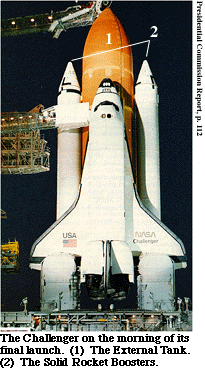 Presidential Commission Report, p. 112
1
2
USA
NASA
Challenger
The Challenger on the morning of its
final launch. (1) The External Tank.
(2) The Solid Rocket Boosters.